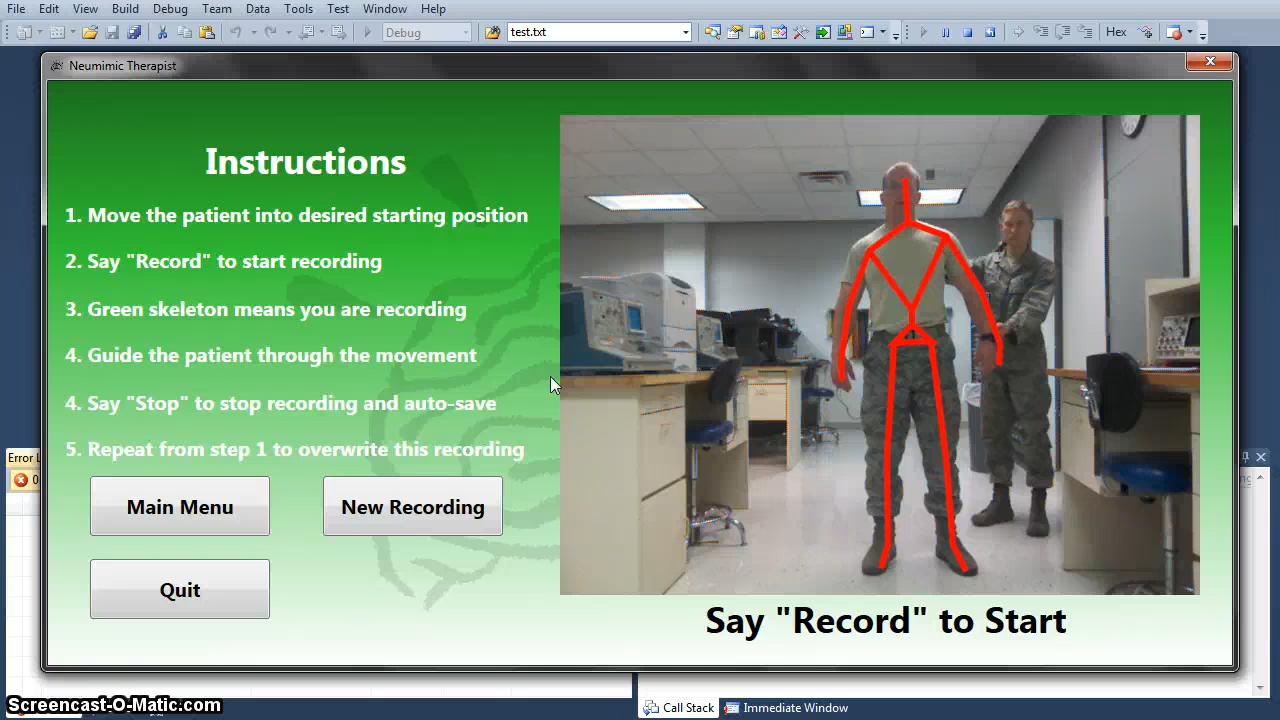 File Edit View Build Debug Team Data Tools Test Window Help
Debug test.txt Hex
Neumimic Therapist
Instructions
1. Move the patient into desired starting position
2. Say "Record" to start recording
3. Green skeleton means you are recording
4. Guide the patient through the movement
4. Say "Stop" to stop recording and auto-save
5. Repeat from step 1 to overwrite this recording
Main Menu New Recording
Quit
Say "Record" to Start
Error L
0
Screencast-O-Matic.com
Call Stack Immediate Window